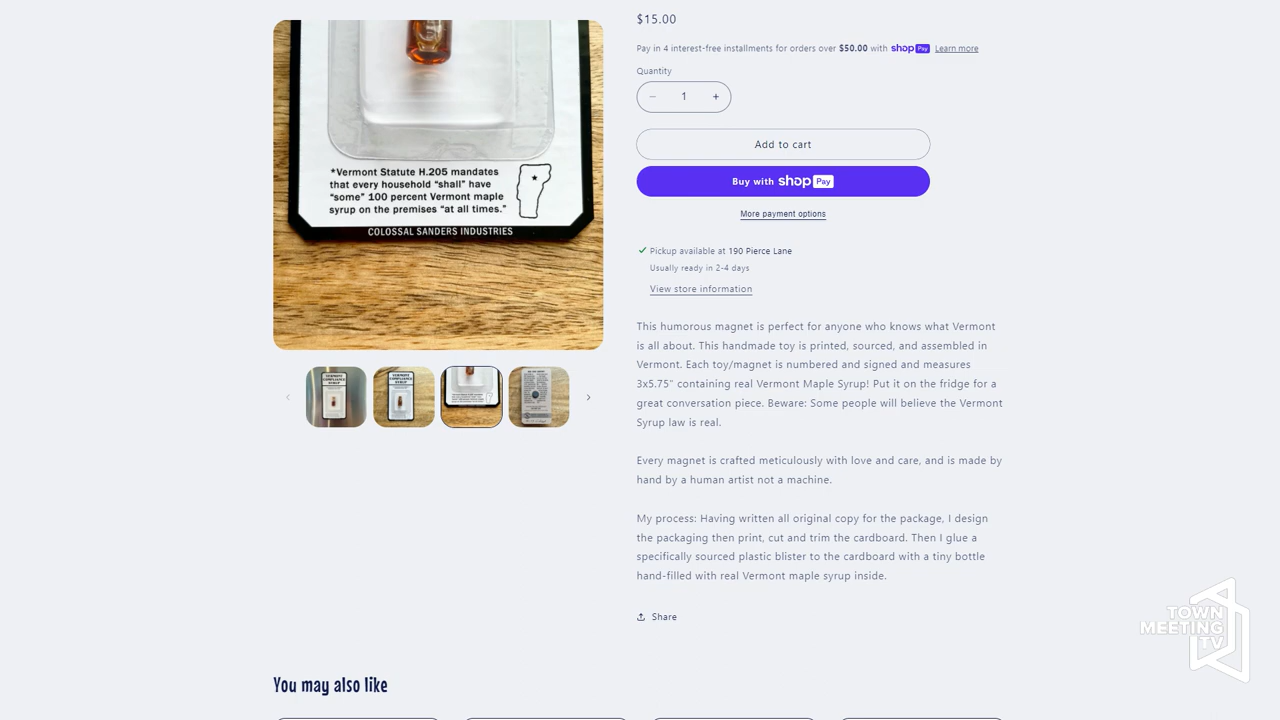 $15.00
Pay in 4 interest-free installments for orders over $50.00 with shop Pay Learn more
Quantity
− 1 +
Add to cart
Buy with shop Pay
More payment options
Pickup available at 190 Pierce Lane
Usually ready in 2-4 days
View store information
*Vermont Statute H.205 mandates
that every household “shall” have
“some” 100 percent Vermont maple
syrup on the premises “at all times.”
COLOSSAL SANDERS INDUSTRIES
VERMONT
COMPLIANCE
SYRUP
VERMONT
COMPLIANCE
SYRUP
This humorous magnet is perfect for anyone who knows what Vermont
is all about. This handmade toy is printed, sourced, and assembled in
Vermont. Each toy/magnet is numbered and signed and measures
3x5.75” containing real Vermont Maple Syrup! Put it on the fridge for a
great conversation piece. Beware: Some people will believe the Vermont
Syrup law is real.
Every magnet is crafted meticulously with love and care, and is made by
hand by a human artist not a machine.
My process: Having written all original copy for the package, I design
the packaging then print, cut and trim the cardboard. Then I glue a
specifically sourced plastic blister to the cardboard with a tiny bottle
hand-filled with real Vermont maple syrup inside.
Share
You may also like
TOWN
MEETING
TV